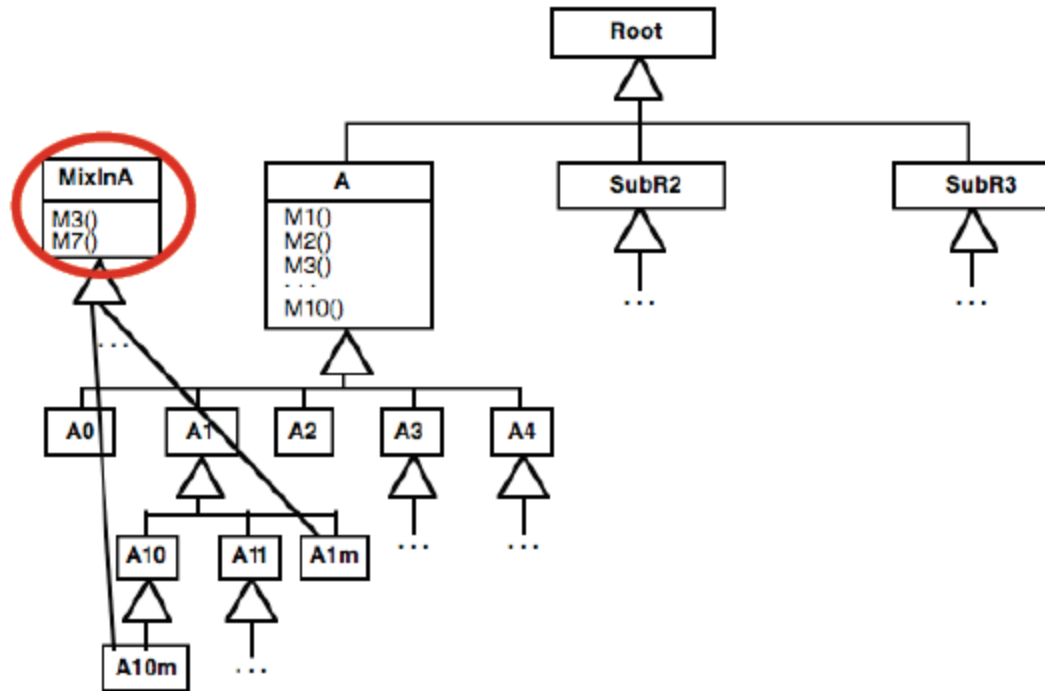 Root
MixInA
M3()
M7()
A
M1()
M2()
M3()
...
M10()
SubR2
SubR3
...
...
...
A0
A1
A2
A3
A4
A10
A11
A1m
...
...
A10m
...